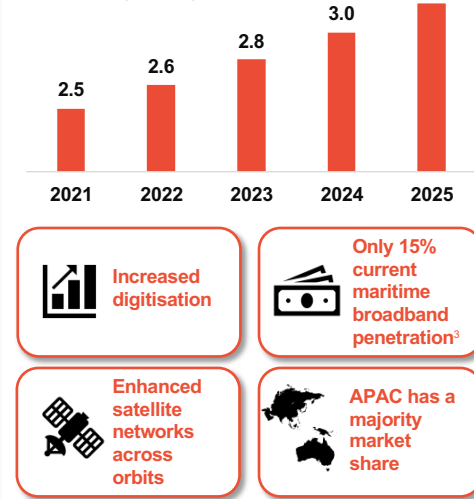 3.0
2.8
2.6
2.5
2021 2022 2023 2024 2025
Increased
digitisation
Only 15%
current
maritime
broadband
penetration3
Enhanced
satellite
networks
across
orbits
APAC has a
majority
market
share